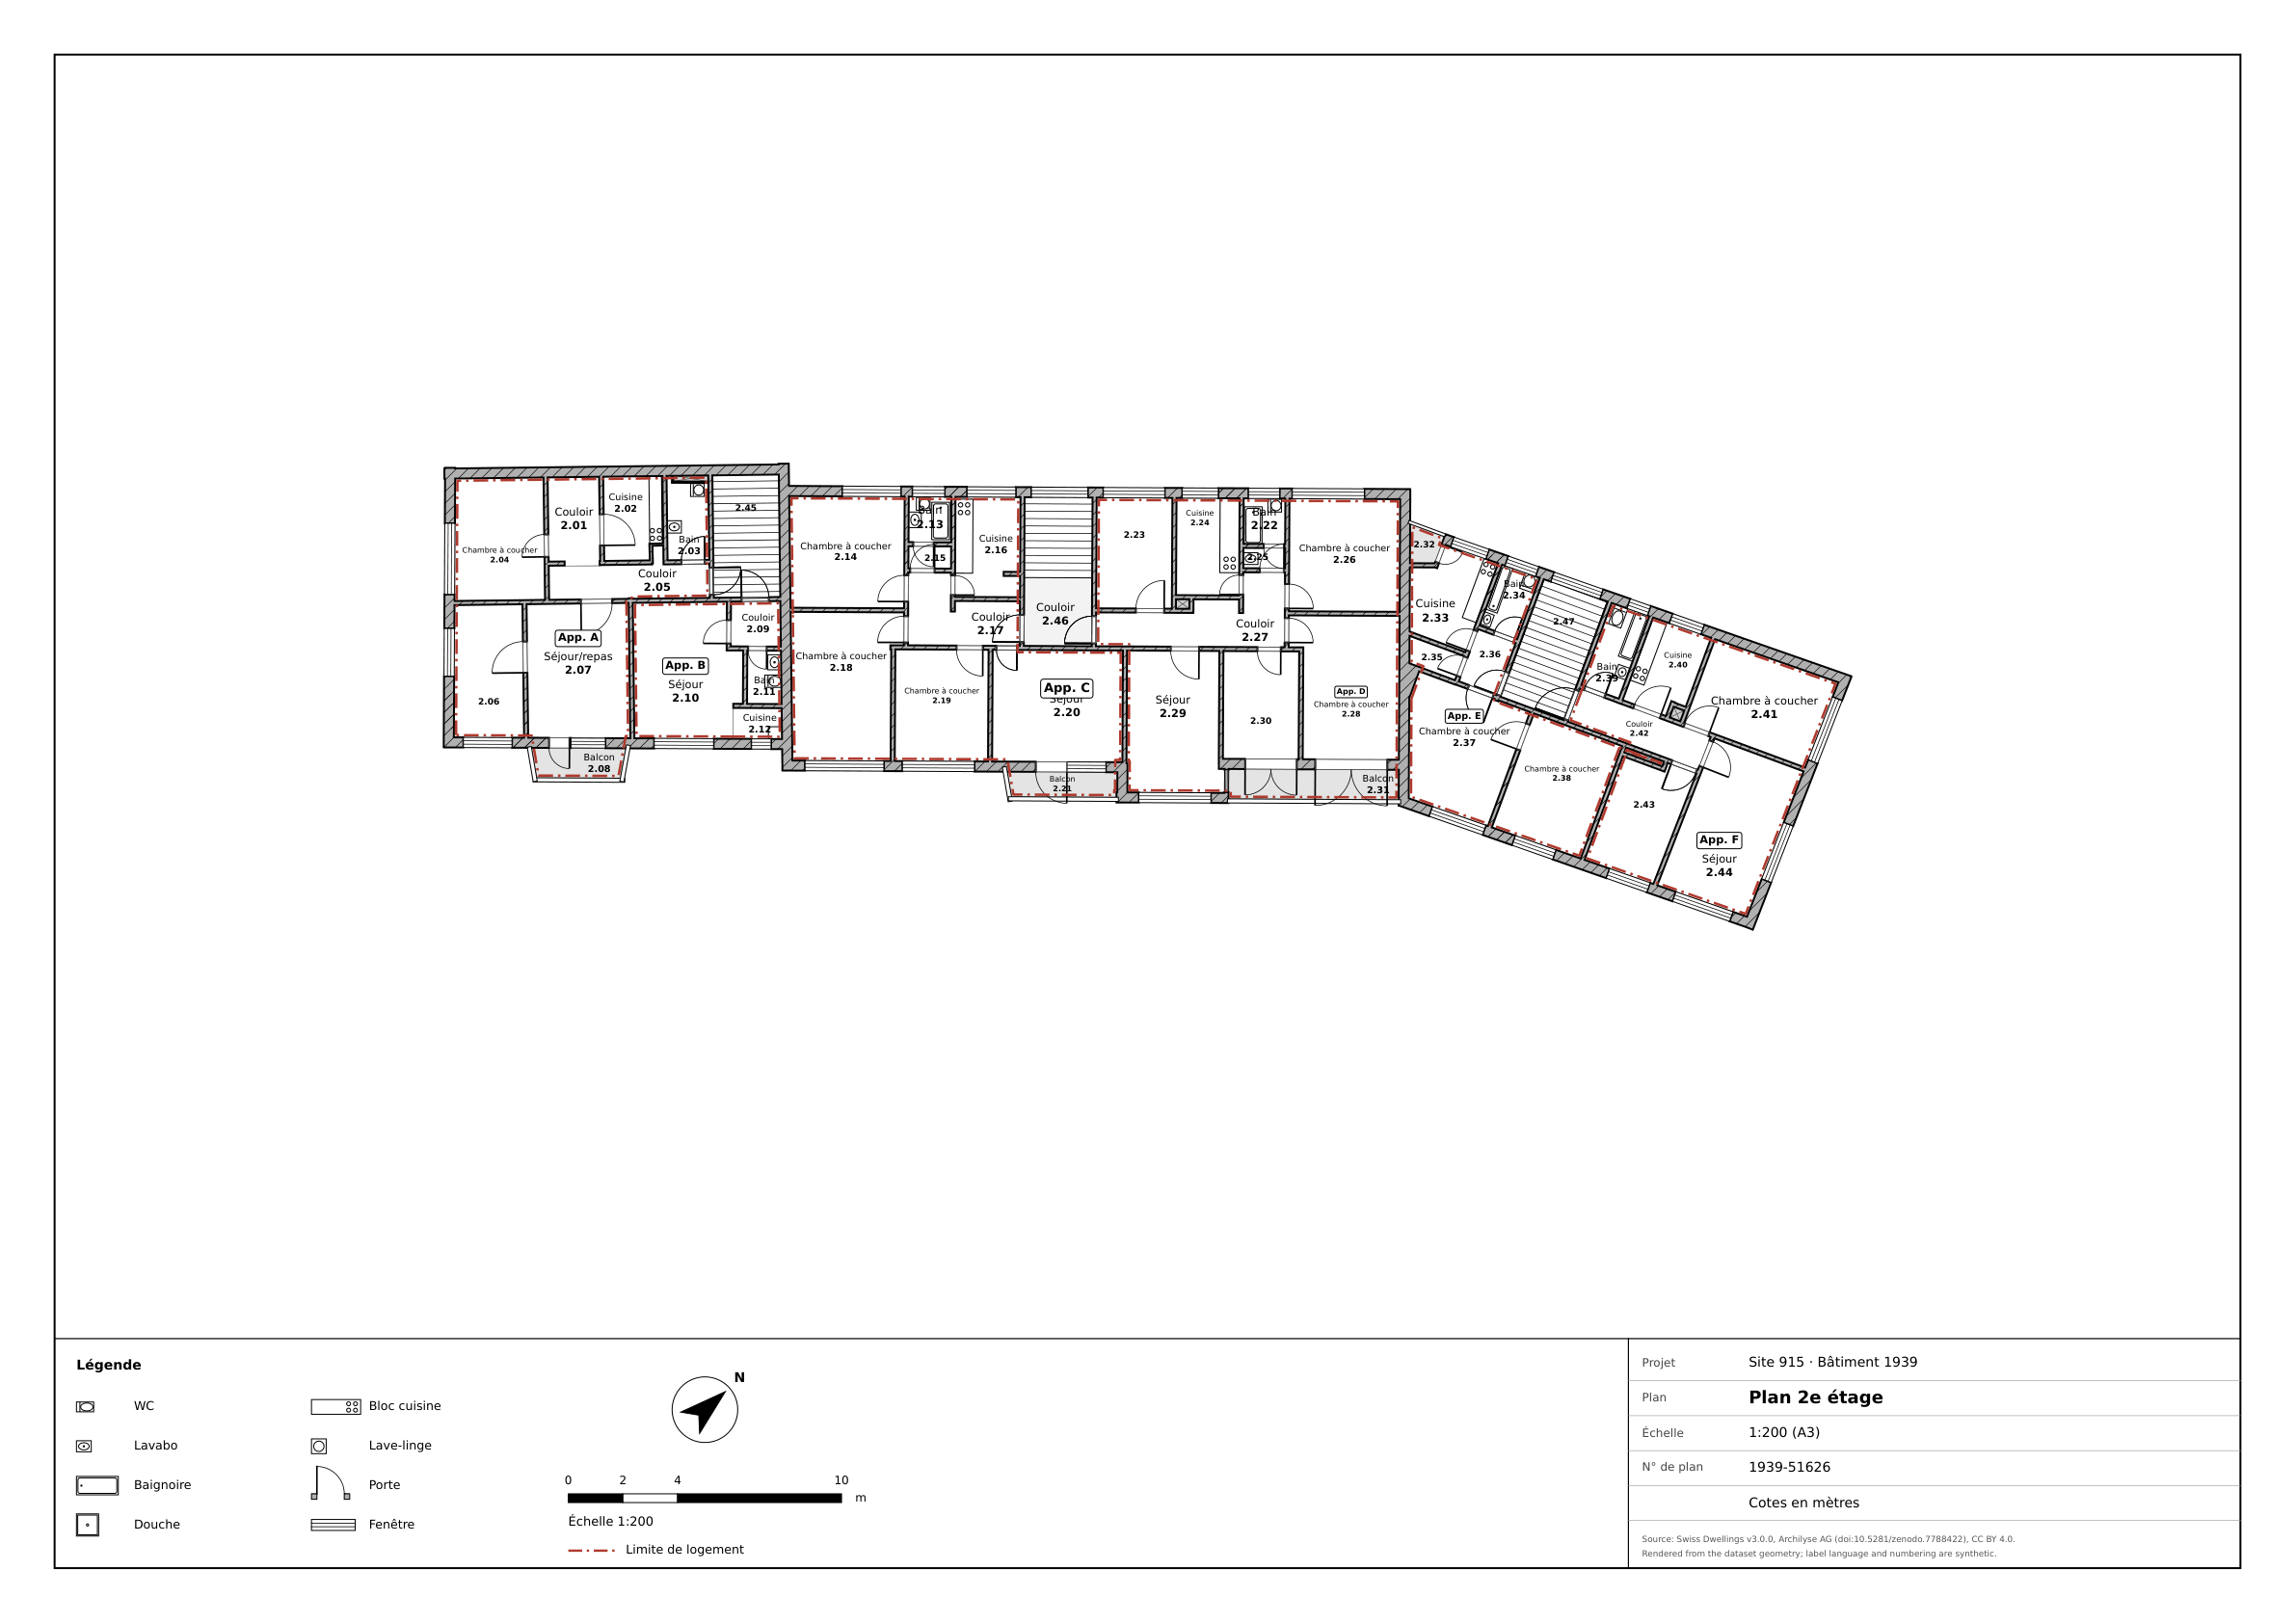 Chambre à coucher
2.04
Couloir
2.01
Cuisine
2.02
Bain
2.03
2.45
Couloir
2.05
2.06
App. A
Séjour/repas
2.07
Balcon
2.08
App. B
Séjour
2.10
Couloir
2.09
Bain
2.11
Cuisine
2.12
Chambre à coucher
2.14
Bain
2.13
2.15
Cuisine
2.16
Couloir
2.17
Chambre à coucher
2.18
Chambre à coucher
2.19
App. C
Séjour
2.20
Balcon
2.21
Couloir
2.46
2.23
Cuisine
2.24
Bain
2.22
2.25
Chambre à coucher
2.26
Couloir
2.27
Séjour
2.29
2.30
App. D
Chambre à coucher
2.28
Balcon
2.31
2.32
Cuisine
2.33
Bain
2.34
2.35
2.36
2.47
App. E
Chambre à coucher
2.37
Chambre à coucher
2.38
Bain
2.39
Cuisine
2.40
Chambre à coucher
2.41
Couloir
2.42
2.43
App. F
Séjour
2.44
Légende
WC
Lavabo
Baignoire
Douche
Bloc cuisine
Lave-linge
Porte
Fenêtre
N
0 2 4 10
m
Échelle 1:200
Limite de logement
Projet Site 915 · Bâtiment 1939
Plan Plan 2e étage
Échelle 1:200 (A3)
N° de plan 1939-51626
Cotes en mètres
Source: Swiss Dwellings v3.0.0, Archilyse AG (doi:10.5281/zenodo.7788422), CC BY 4.0.
Rendered from the dataset geometry; label language and numbering are synthetic.